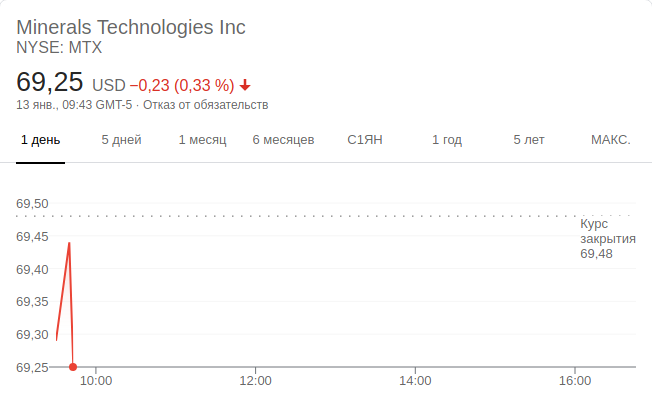 Minerals Technologies Inc
NYSE: MTX
69,25 USD −0,23 (0,33 %)
13 янв., 09:43 GMT-5 · Отказ от обязательств
1 день 5 дней 1 месяц 6 месяцев С1ЯН 1 год 5 лет МАКС.
69,50
Курс
закрытия
69,48
69,45
69,40
69,35
69,30
69,25
10:00 12:00 14:00 16:00